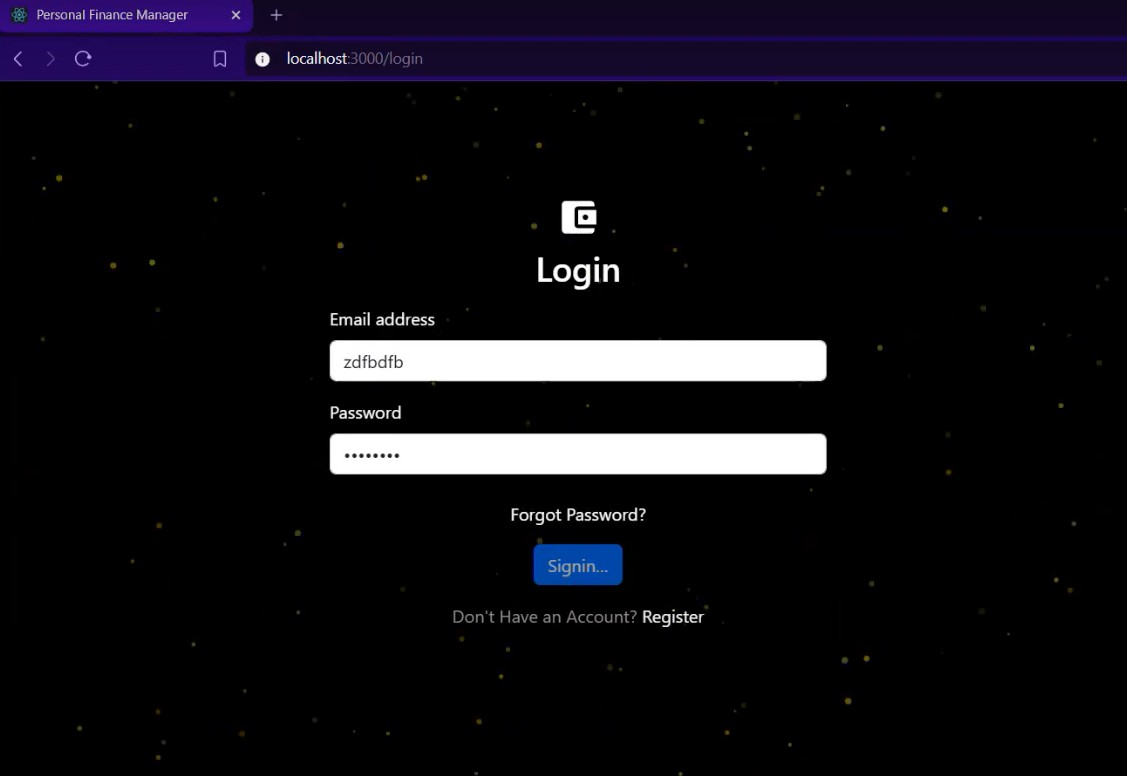 Personal Finance Manager
localhost:3000/login
Login
Email address
zdfbdfb
Password
••••••••
Forgot Password?
Signin...
Don't Have an Account? Register